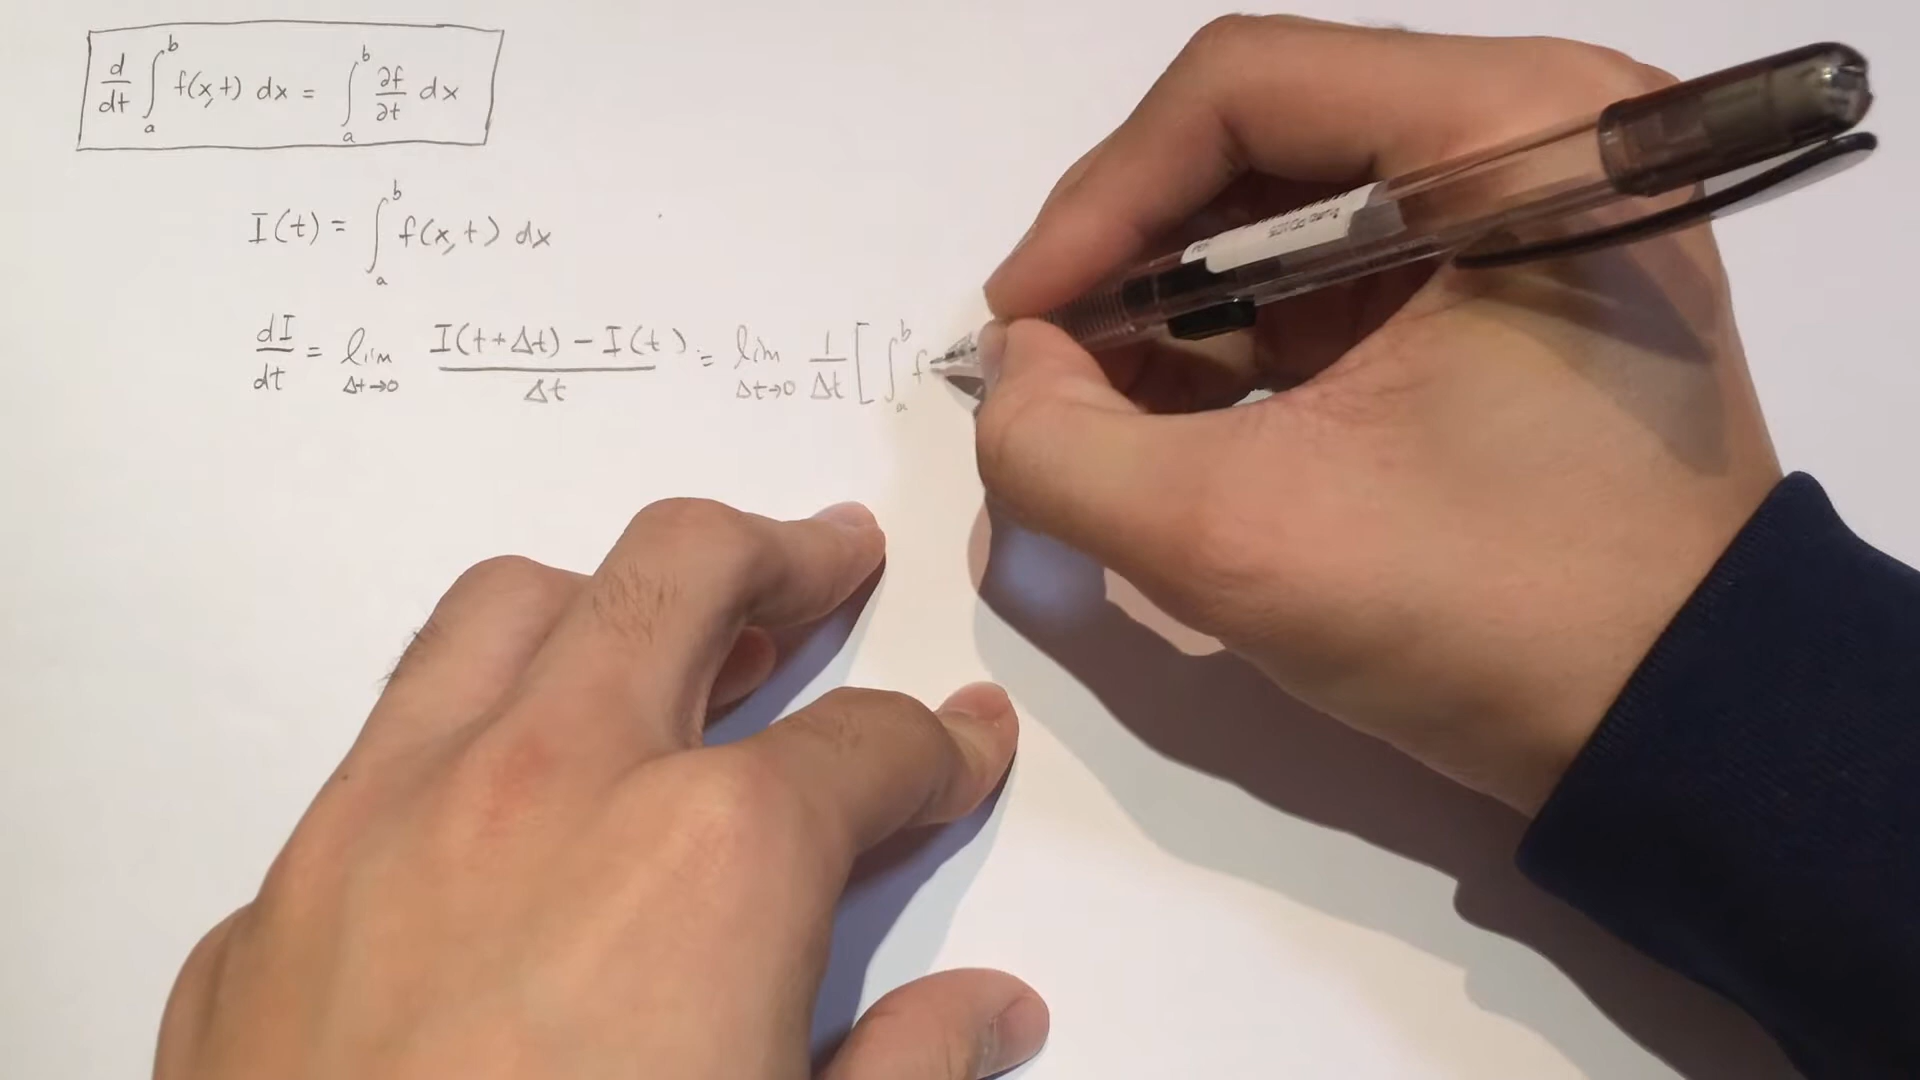 d/dt ∫_a^b f(x,t) dx = ∫_a^b ∂f/∂t dx
I(t) = ∫_a^b f(x,t) dx
dI/dt = lim_{Δt→0} (I(t+Δt) - I(t))/Δt = lim_{Δt→0} 1/Δt [ ∫_a^b f